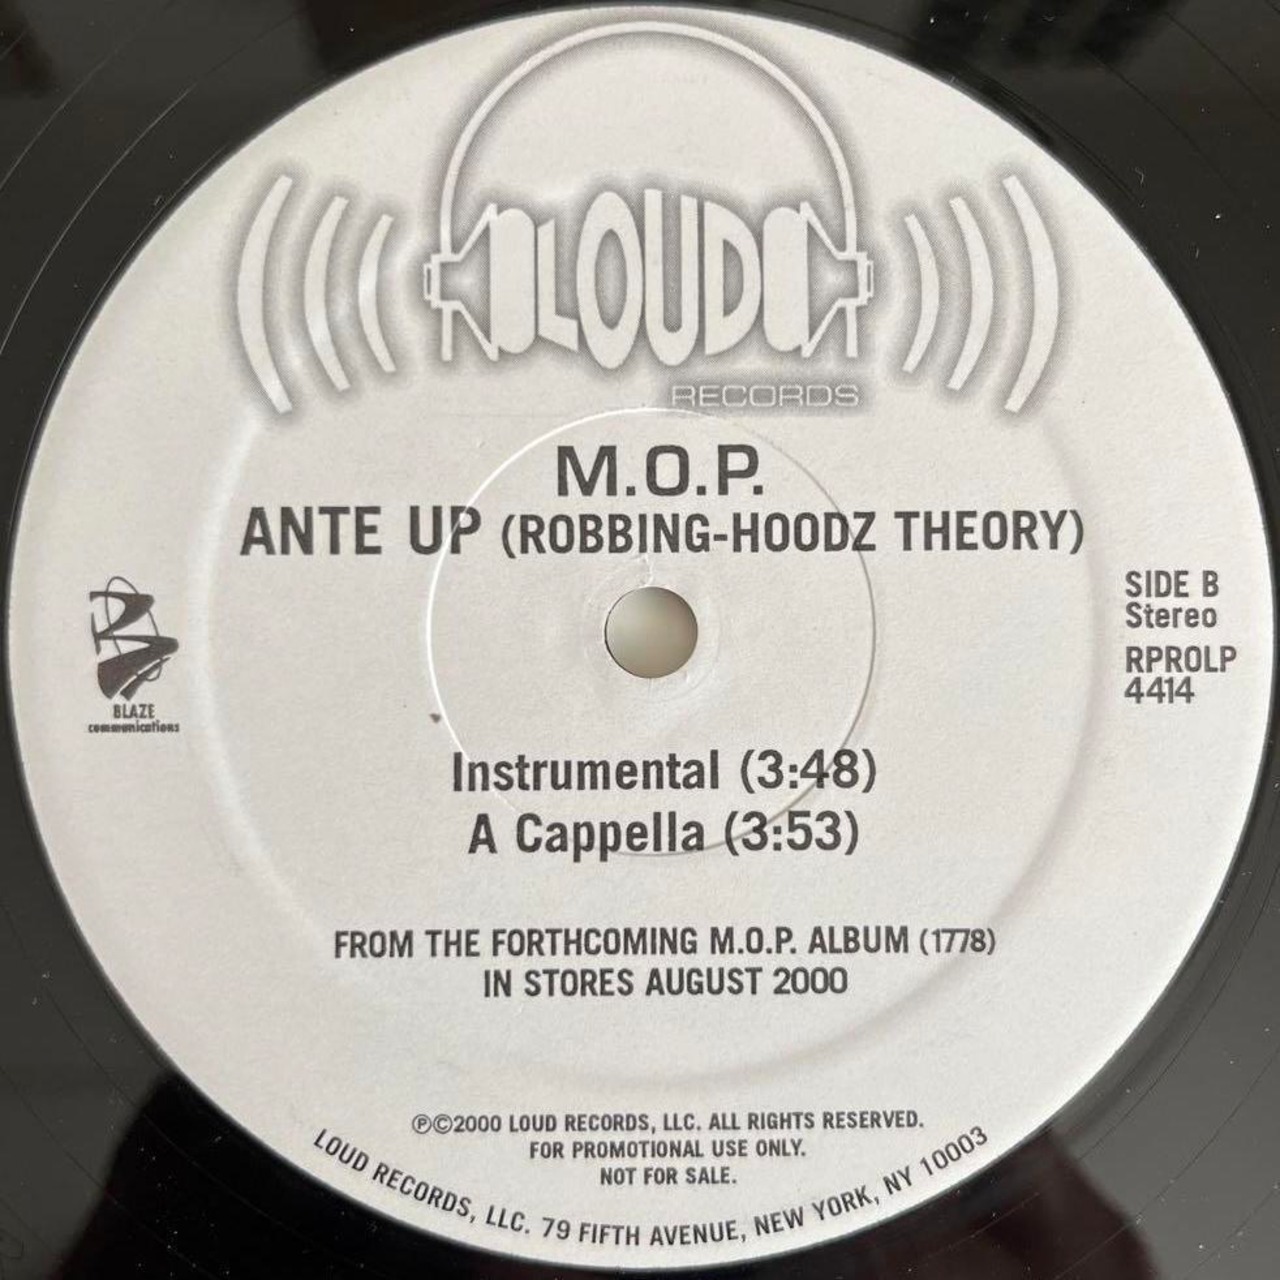 LOUD
RECORDS
M.O.P.
ANTE UP (ROBBING-HOODZ THEORY)
SIDE B
Stereo
RPROLP
4414
BLAZE
communications
Instrumental (3:48)
A Cappella (3:53)
FROM THE FORTHCOMING M.O.P. ALBUM (1778)
IN STORES AUGUST 2000
℗©2000 LOUD RECORDS, LLC. ALL RIGHTS RESERVED.
FOR PROMOTIONAL USE ONLY.
NOT FOR SALE.
LOUD RECORDS, LLC. 79 FIFTH AVENUE, NEW YORK, NY 10003